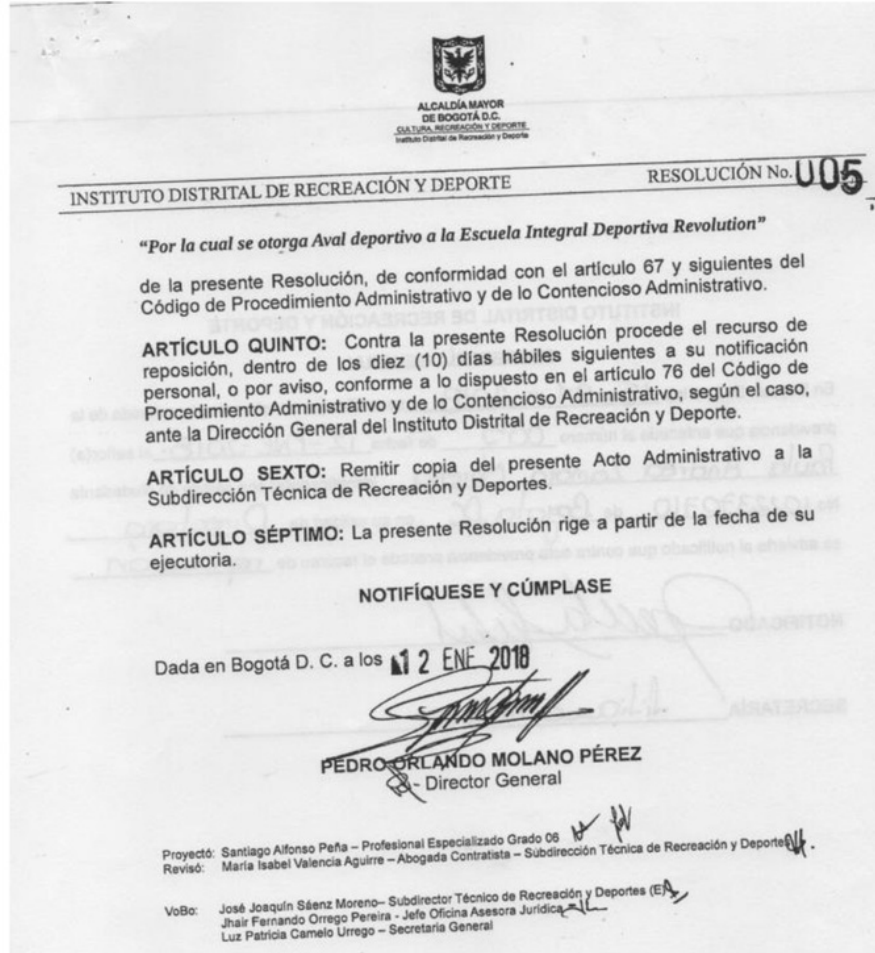 ALCALDÍA MAYOR
DE BOGOTÁ D.C.
CULTURA, RECREACIÓN Y DEPORTE
Instituto Distrital de Recreación y Deporte
INSTITUTO DISTRITAL DE RECREACIÓN Y DEPORTE RESOLUCIÓN No. 005
“Por la cual se otorga Aval deportivo a la Escuela Integral Deportiva Revolution”
de la presente Resolución, de conformidad con el artículo 67 y siguientes del
Código de Procedimiento Administrativo y de lo Contencioso Administrativo.
ARTÍCULO QUINTO: Contra la presente Resolución procede el recurso de
reposición, dentro de los diez (10) días hábiles siguientes a su notificación
personal, o por aviso, conforme a lo dispuesto en el artículo 76 del Código de
Procedimiento Administrativo y de lo Contencioso Administrativo, según el caso,
ante la Dirección General del Instituto Distrital de Recreación y Deporte.
ARTÍCULO SEXTO: Remitir copia del presente Acto Administrativo a la
Subdirección Técnica de Recreación y Deportes.
ARTÍCULO SÉPTIMO: La presente Resolución rige a partir de la fecha de su
ejecutoria.
NOTIFÍQUESE Y CÚMPLASE
Dada en Bogotá D. C. a los 12 ENE 2018
PEDRO ORLANDO MOLANO PÉREZ
- Director General
Proyectó: Santiago Alfonso Peña – Profesional Especializado Grado 06
Revisó: María Isabel Valencia Aguirre – Abogada Contratista – Subdirección Técnica de Recreación y Deportes
VoBo: José Joaquín Sáenz Moreno– Subdirector Técnico de Recreación y Deportes (E)
Jhair Fernando Orrego Pereira - Jefe Oficina Asesora Jurídica
Luz Patricia Camelo Urrego – Secretaria General